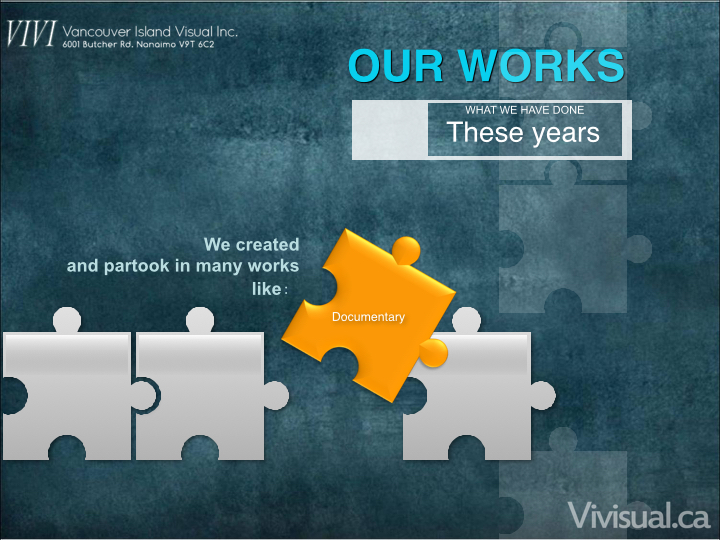 VIVI Vancouver Island Visual Inc.
6001 Butcher Rd. Nanaimo V9T 6C2
OUR WORKS
WHAT WE HAVE DONE
These years
We created
and partook in many works
like :
Documentary
Vivisual.ca